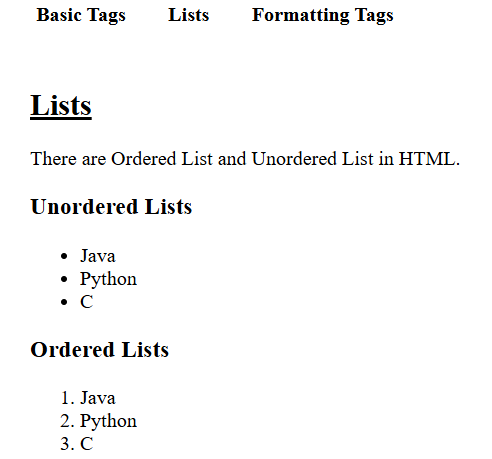 Basic Tags Lists Formatting Tags
Lists
There are Ordered List and Unordered List in HTML.
Unordered Lists
• Java
• Python
• C
Ordered Lists
1. Java
2. Python
3. C